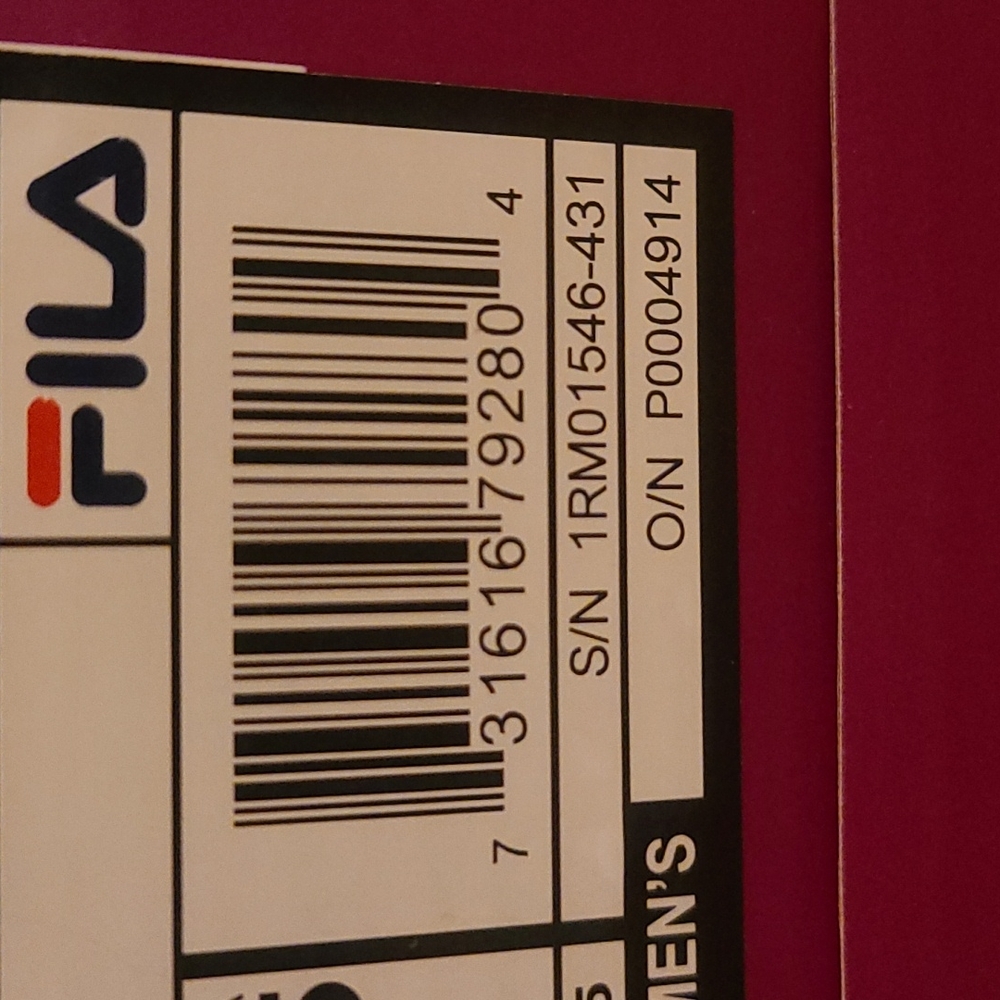 FILA
7 31616 79280 4
S/N 1RM01546-431
O/N P0004914
MEN'S